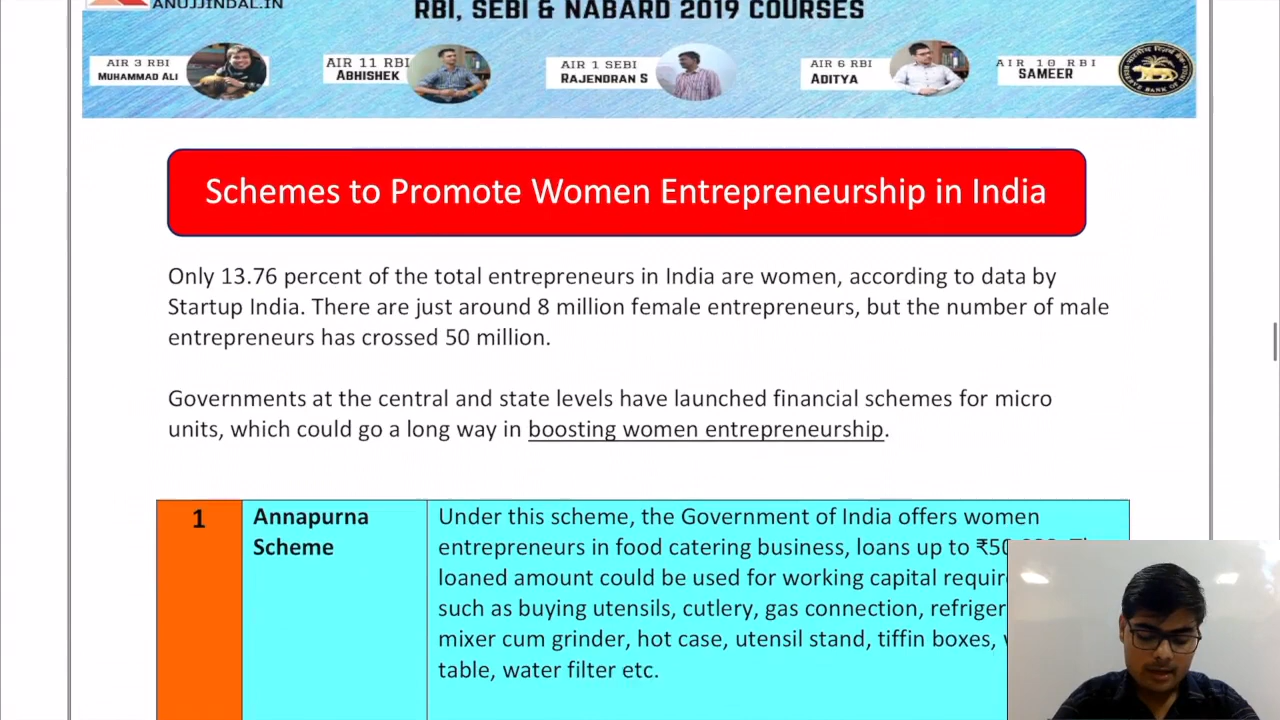 ANUJJINDAL.IN
RBI, SEBI & NABARD 2019 COURSES
AIR 3 RBI
MUHAMMAD ALI
AIR 11 RBI
ABHISHEK
AIR 1 SEBI
RAJENDRAN S
AIR 6 RBI
ADITYA
AIR 10 RBI
SAMEER
Schemes to Promote Women Entrepreneurship in India
Only 13.76 percent of the total entrepreneurs in India are women, according to data by
Startup India. There are just around 8 million female entrepreneurs, but the number of male
entrepreneurs has crossed 50 million.
Governments at the central and state levels have launched financial schemes for micro
units, which could go a long way in boosting women entrepreneurship.
1
Annapurna
Scheme
Under this scheme, the Government of India offers women
entrepreneurs in food catering business, loans up to
loaned amount could be used for working capital
such as buying utensils, cutlery, gas connection,
mixer cum grinder, hot case, utensil stand, tiffin boxes,
table, water filter etc.